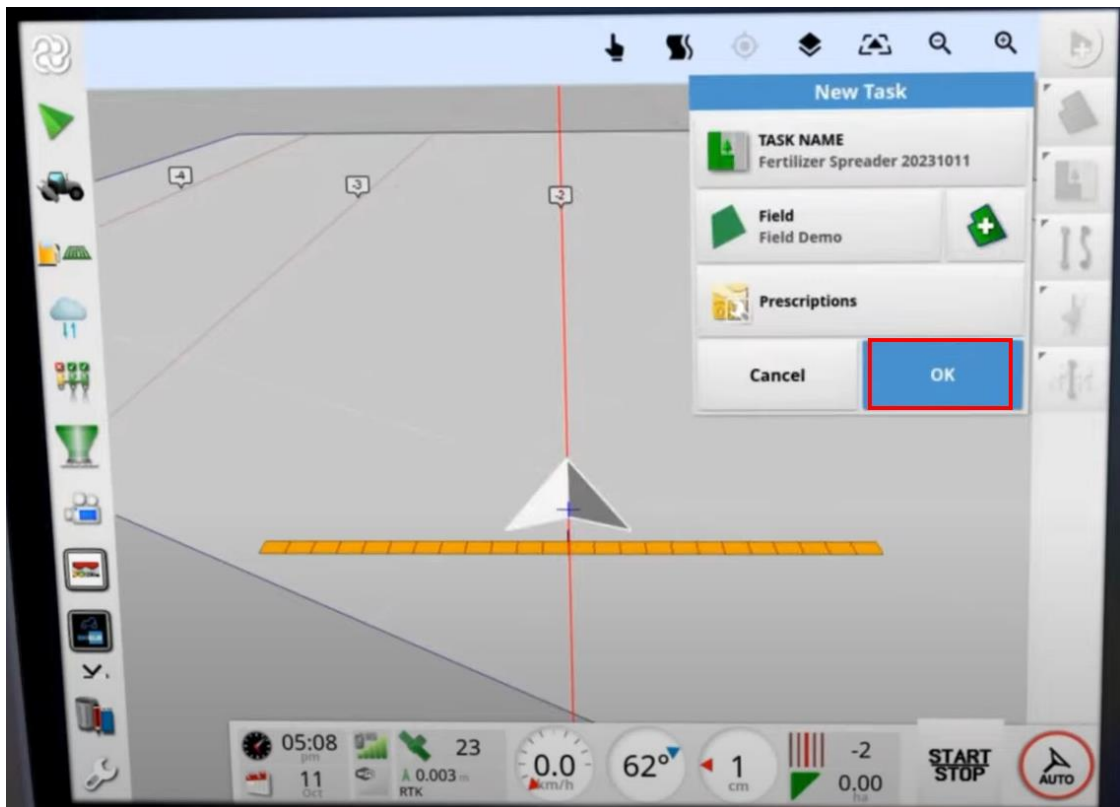 New Task
TASK NAME
Fertilizer Spreader 20231011
Field
Field Demo
Prescriptions
Cancel
OK
-4
-3
-2
05:08
pm
11
Oct
23
0.003 m
RTK
0.0
km/h
62°
1
cm
-2
0.00
ha
START
STOP
AUTO